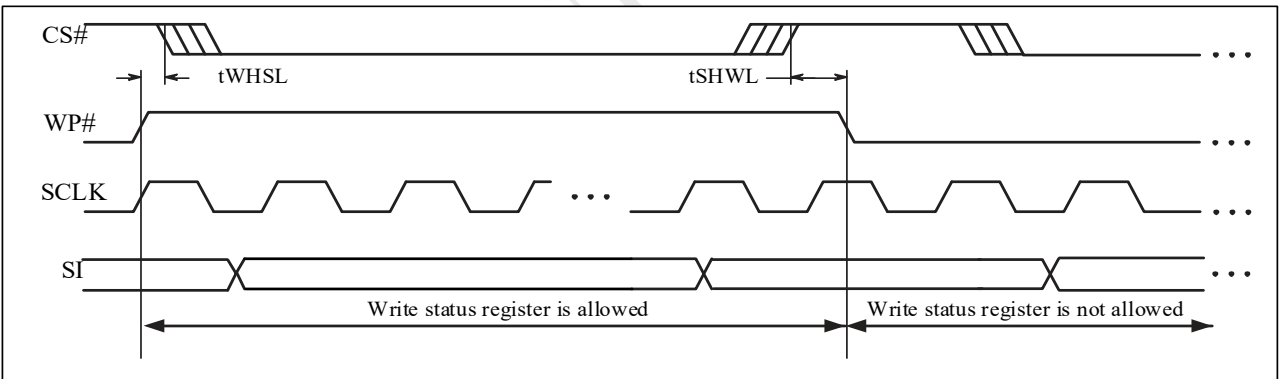 CS#
tWHSL
tSHWL
WP#
SCLK
SI
Write status register is allowed
Write status register is not allowed